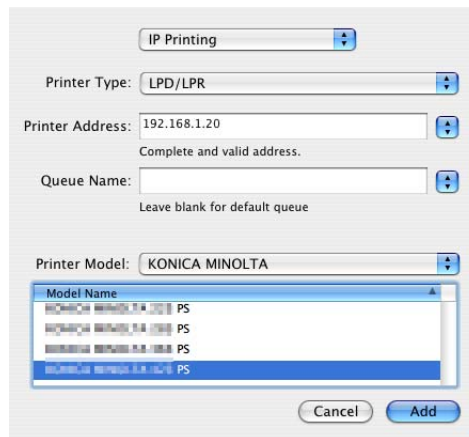 IP Printing
Printer Type: LPD/LPR
Printer Address: 192.168.1.20
Complete and valid address.
Queue Name:
Leave blank for default queue
Printer Model: KONICA MINOLTA
Model Name
PS
PS
PS
PS
Cancel Add